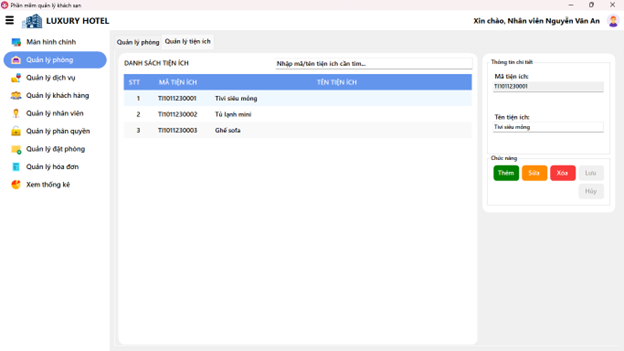 Phần mềm quản lý khách sạn
LUXURY HOTEL
Xin chào, Nhân viên Nguyễn Văn An
Màn hình chính
Quản lý phòng
Quản lý dịch vụ
Quản lý khách hàng
Quản lý nhân viên
Quản lý phân quyền
Quản lý đặt phòng
Quản lý hóa đơn
Xem thống kê
Quản lý phòng
Quản lý tiện ích
DANH SÁCH TIỆN ÍCH
Nhập mã/tên tiện ích cần tìm...
STT MÃ TIỆN ÍCH TÊN TIỆN ÍCH
1 TI1011230001 Tivi siêu mỏng
2 TI1011230002 Tủ lạnh mini
3 TI1011230003 Ghế sofa
Thông tin chi tiết
Mã tiện ích:
TI1011230001
Tên tiện ích:
Tivi siêu mỏng
Chức năng
Thêm Sửa Xóa Lưu
Hủy